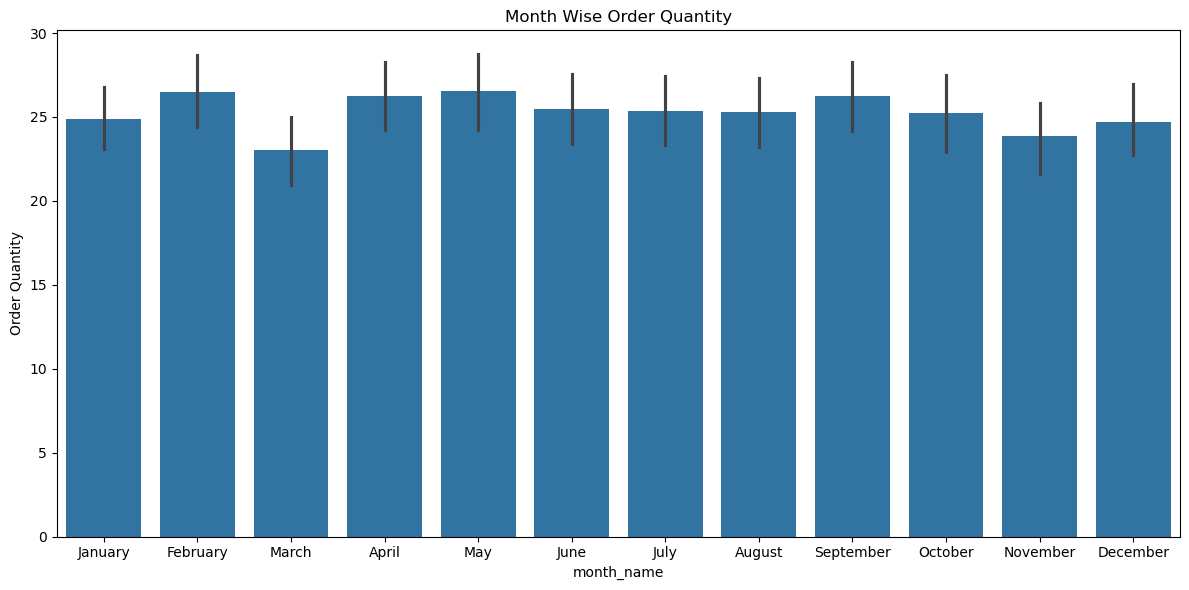 Month Wise Order Quantity
30
25
20
15
10
5
0
Order Quantity
January February March April May June July August September October November December
month_name